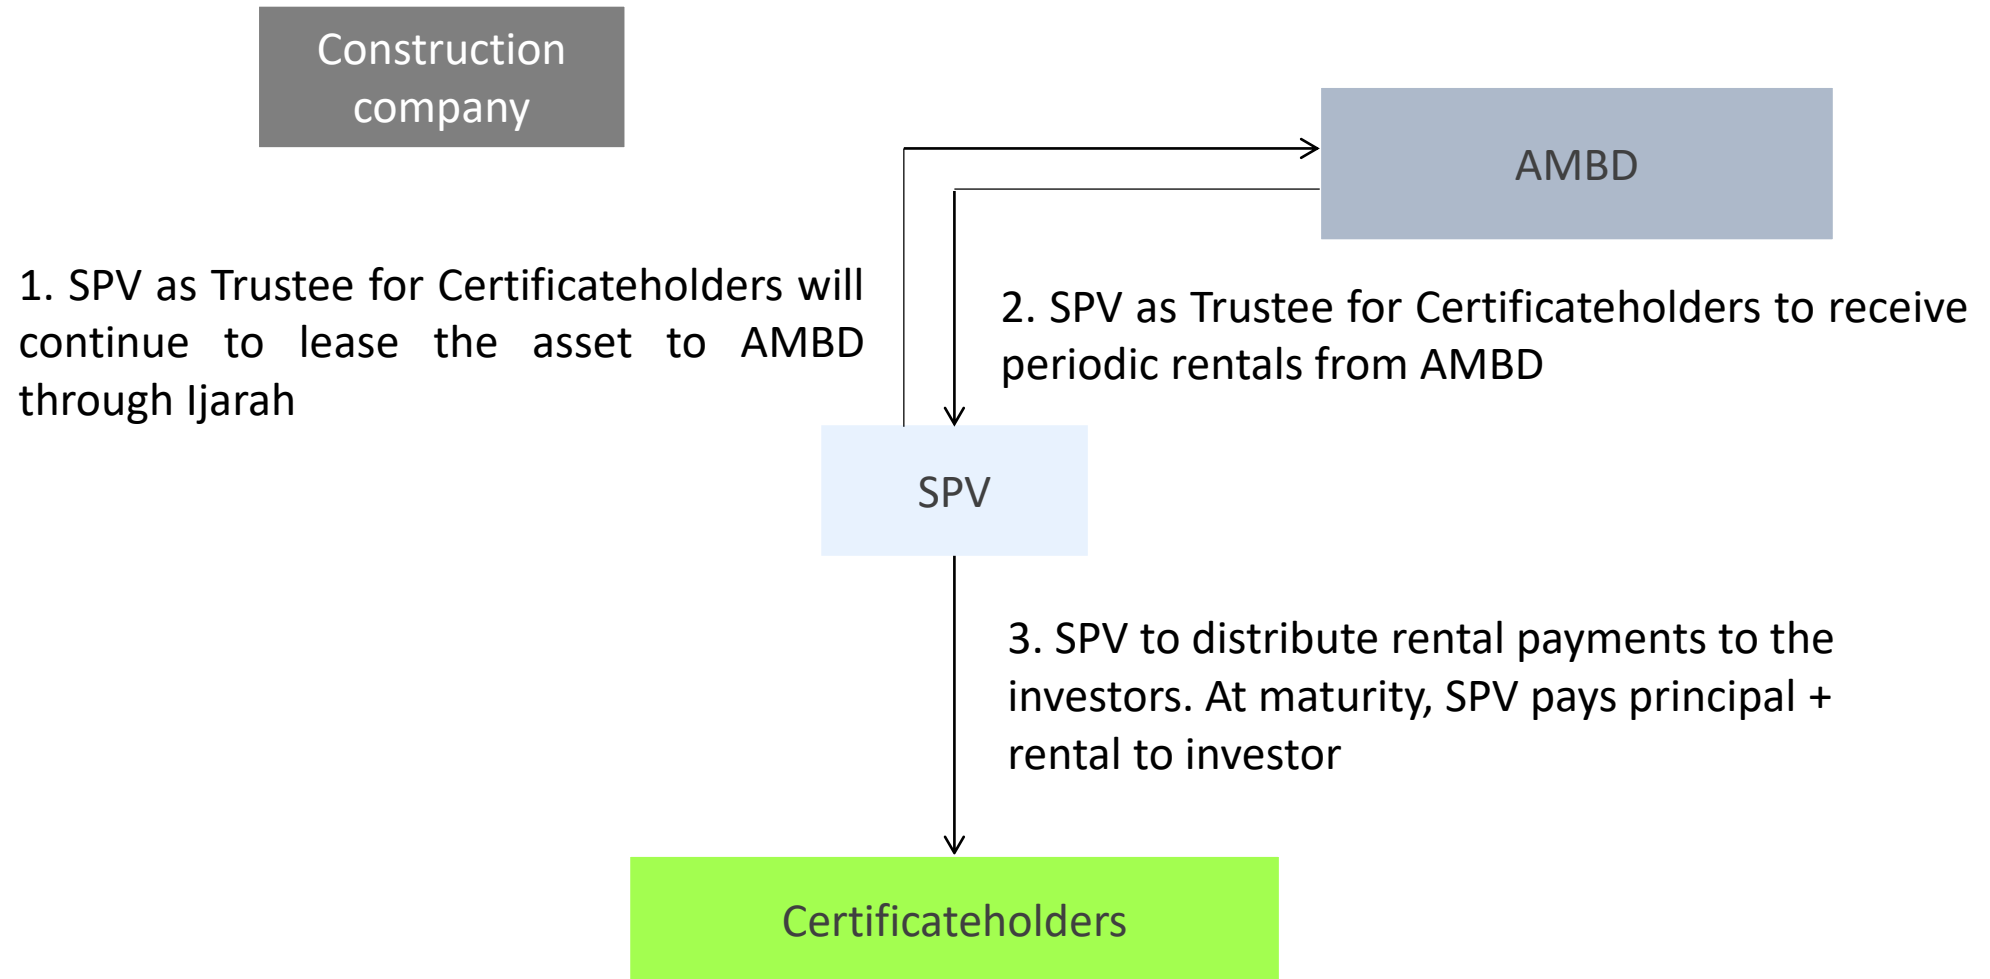 Construction
company
AMBD
1. SPV as Trustee for Certificateholders will
continue to lease the asset to AMBD
through Ijarah
2. SPV as Trustee for Certificateholders to receive
periodic rentals from AMBD
SPV
3. SPV to distribute rental payments to the
investors. At maturity, SPV pays principal +
rental to investor
Certificateholders